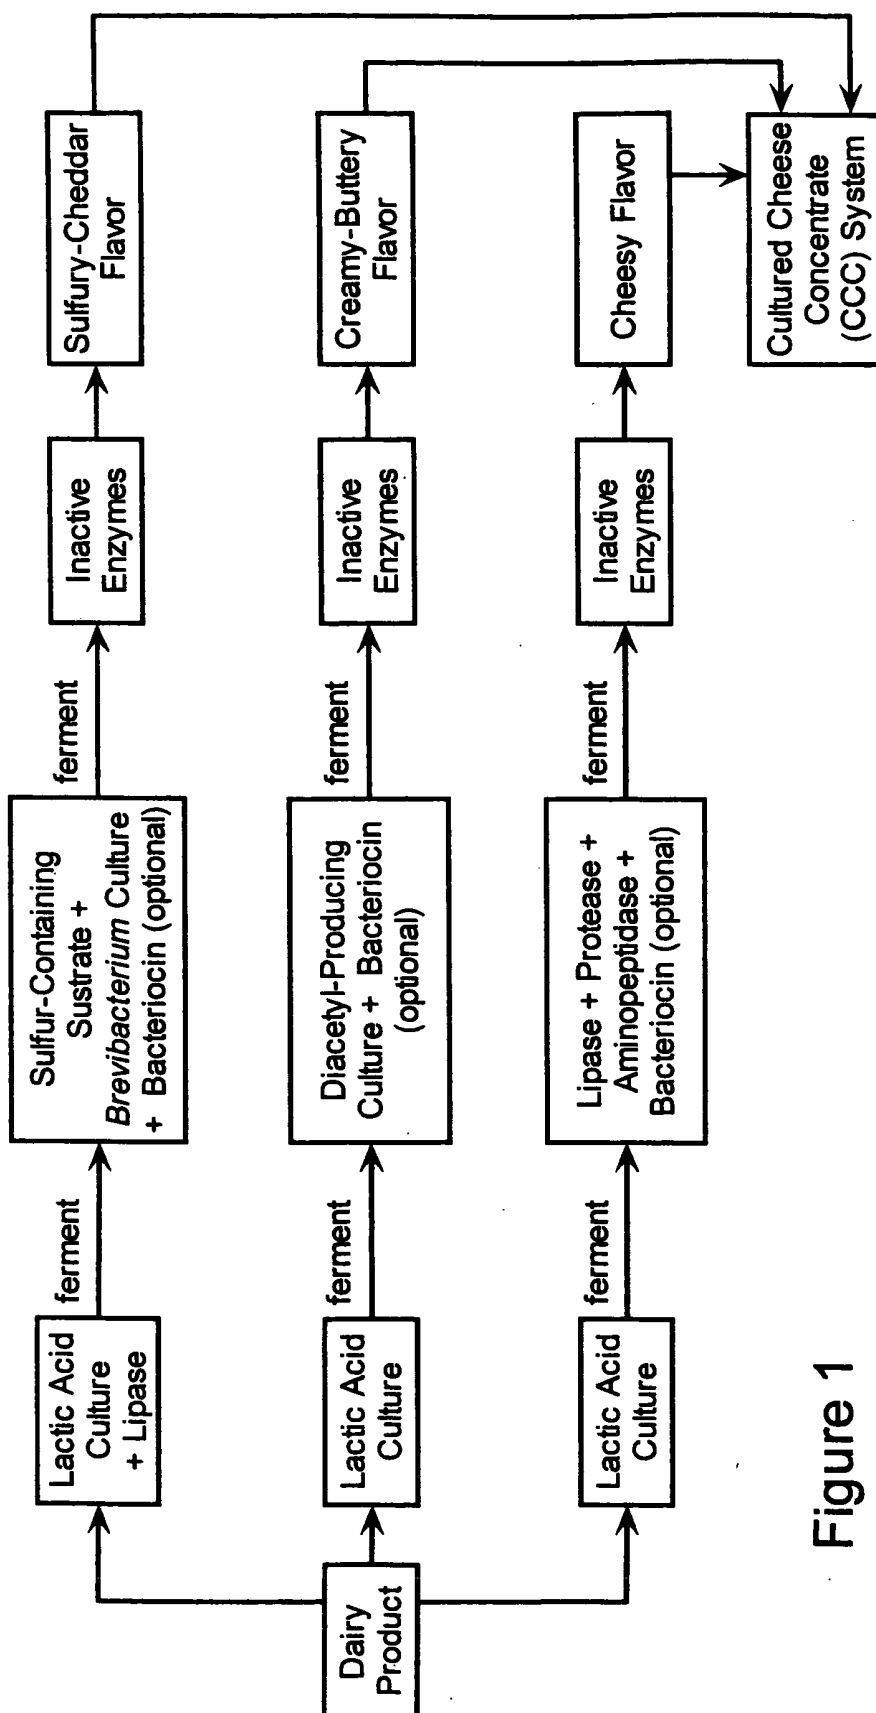 Dairy
Product
Lactic Acid
Culture
+ Lipase
ferment
Sulfur-Containing
Sustrate +
Brevibacterium Culture
+ Bacteriocin (optional)
ferment
Inactive
Enzymes
Sulfury-Cheddar
Flavor
Lactic Acid
Culture
ferment
Diacetyl-Producing
Culture + Bacteriocin
(optional)
ferment
Inactive
Enzymes
Creamy-Buttery
Flavor
Lactic Acid
Culture
ferment
Lipase + Protease +
Aminopeptidase +
Bacteriocin (optional)
ferment
Inactive
Enzymes
Cheesy Flavor
Cultured Cheese
Concentrate
(CCC) System
Figure 1